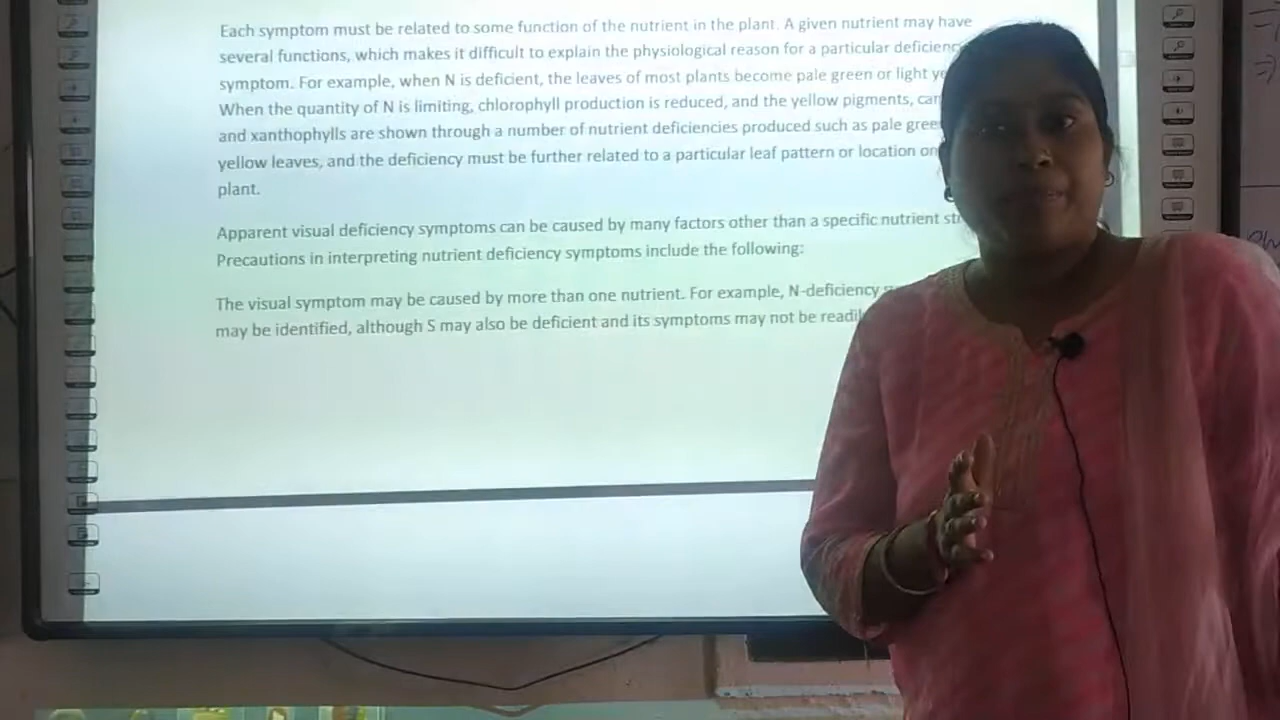 Each symptom must be related to some function of the nutrient in the plant. A given nutrient may have
several functions, which makes it difficult to explain the physiological reason for a particular
symptom. For example, when N is deficient, the leaves of most plants become pale green or light
When the quantity of N is limiting, chlorophyll production is reduced, and the yellow pigments,
and xanthophylls are shown through a number of nutrient deficiencies produced such as pale
yellow leaves, and the deficiency must be further related to a particular leaf pattern or location on
plant.
Apparent visual deficiency symptoms can be caused by many factors other than a specific nutrient
Precautions in interpreting nutrient deficiency symptoms include the following:
The visual symptom may be caused by more than one nutrient. For example, N-deficiency
may be identified, although S may also be deficient and its symptoms may not be